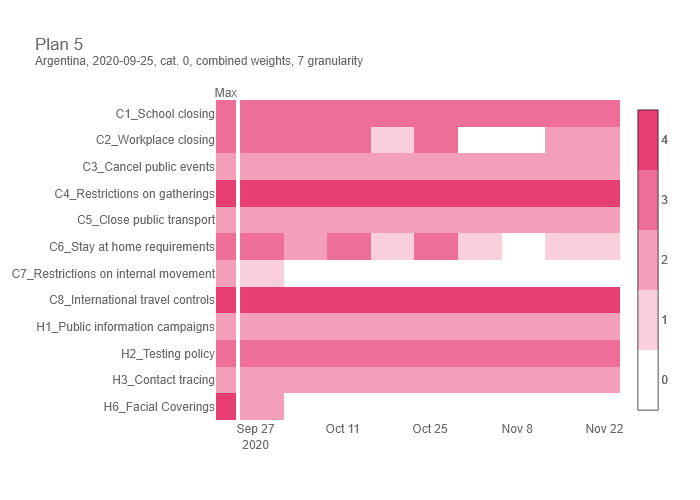 Plan 5
Argentina, 2020-09-25, cat. 0, combined weights, 7 granularity
Max
C1_School closing
C2_Workplace closing
C3_Cancel public events
C4_Restrictions on gatherings
C5_Close public transport
C6_Stay at home requirements
C7_Restrictions on internal movement
C8_International travel controls
H1_Public information campaigns
H2_Testing policy
H3_Contact tracing
H6_Facial Coverings
Sep 27 Oct 11 Oct 25 Nov 8 Nov 22
2020
4
3
2
1
0